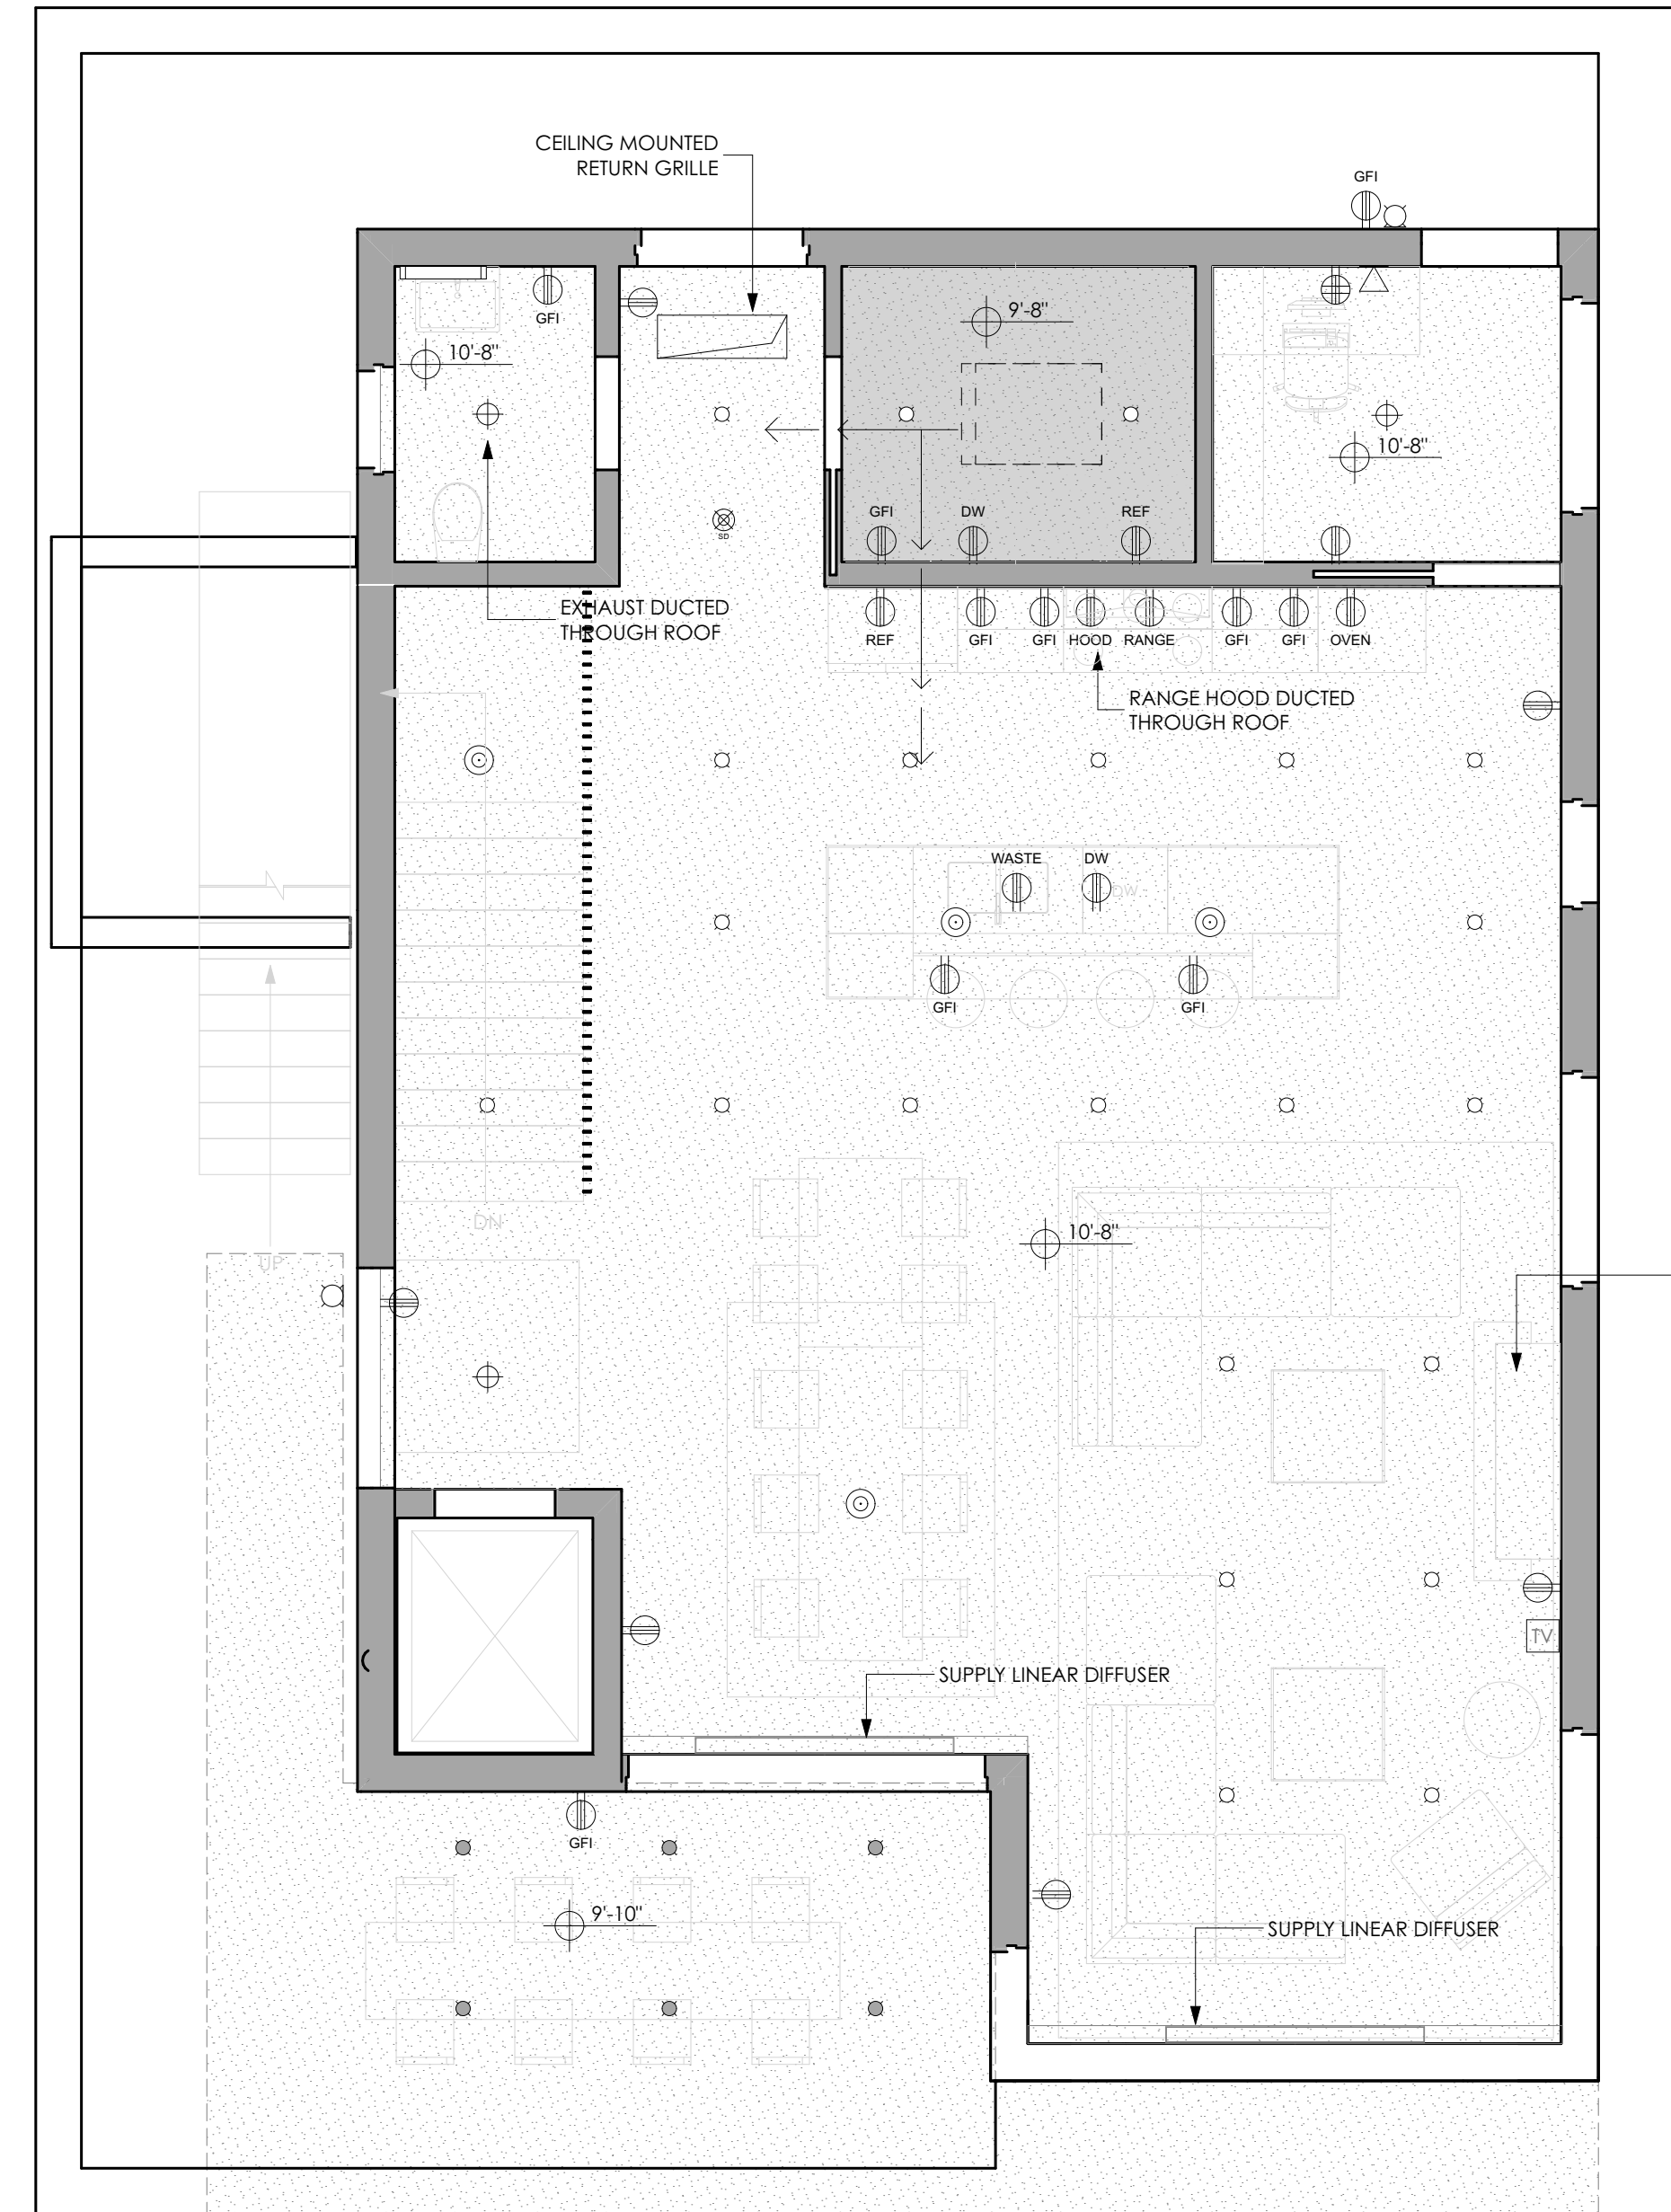 CEILING MOUNTED
RETURN GRILLE
GFI
GFI
10'-8"
9'-8"
10'-8"
SD
GFI
DW
REF
EXHAUST DUCTED
THROUGH ROOF
REF
GFI
GFI
HOOD
RANGE
GFI
GFI
OVEN
RANGE HOOD DUCTED
THROUGH ROOF
WASTE
DW
DW
GFI
GFI
DN
10'-8"
UP
TV
SUPPLY LINEAR DIFFUSER
GFI
9'-10"
SUPPLY LINEAR DIFFUSER